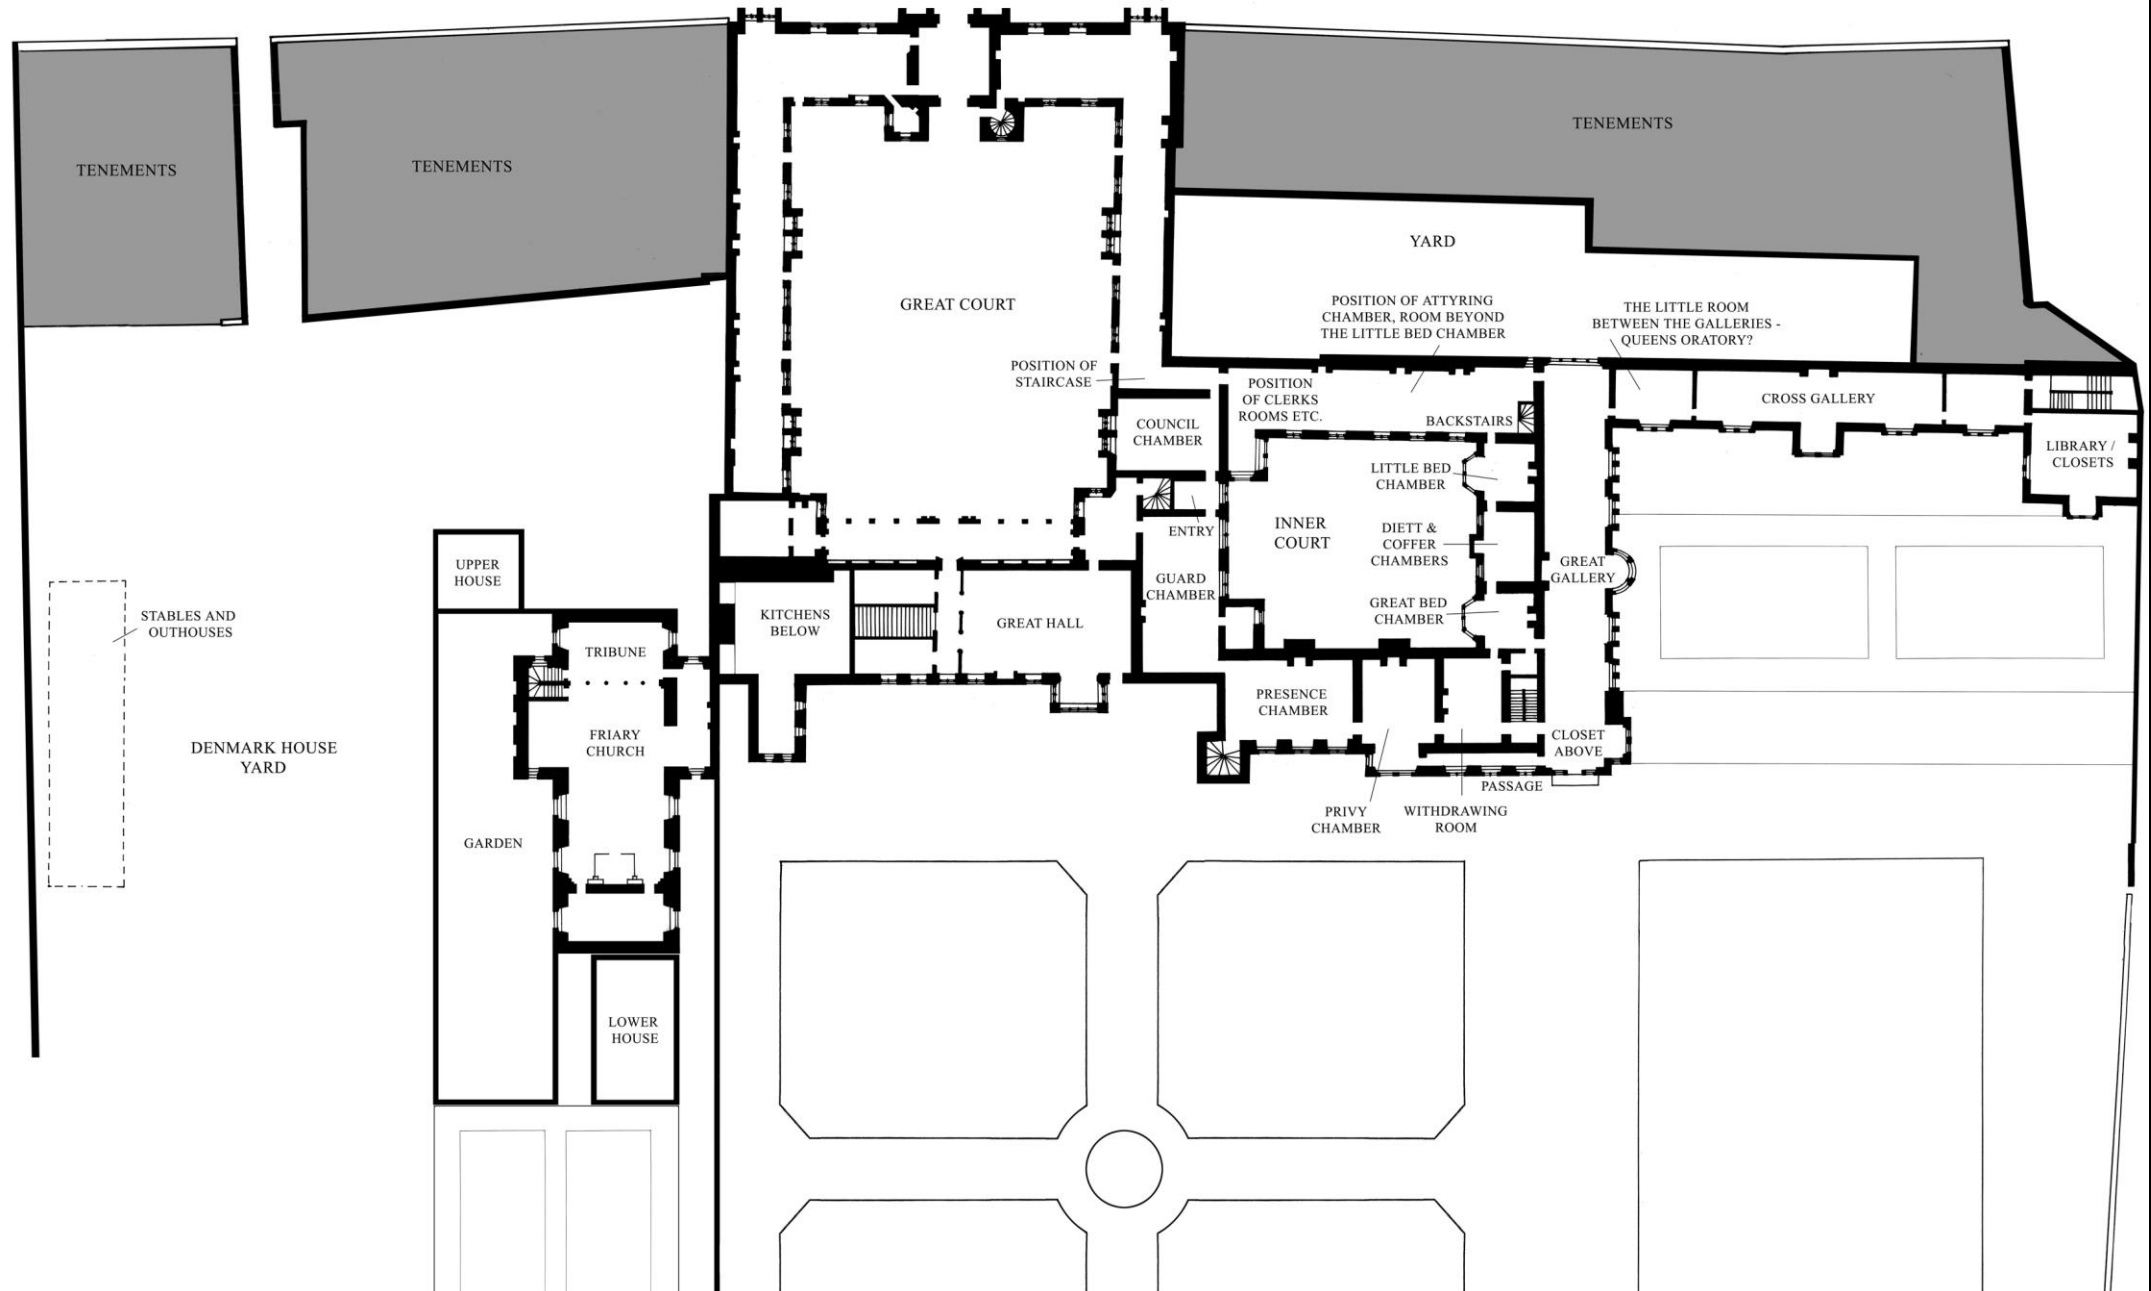 TENEMENTS
TENEMENTS
TENEMENTS
YARD
GREAT COURT
POSITION OF ATTYRING
CHAMBER, ROOM BEYOND
THE LITTLE BED CHAMBER
THE LITTLE ROOM
BETWEEN THE GALLERIES -
QUEENS ORATORY?
POSITION OF
STAIRCASE
POSITION
OF CLERKS
ROOMS ETC.
BACKSTAIRS
CROSS GALLERY
COUNCIL
CHAMBER
LIBRARY /
CLOSETS
LITTLE BED
CHAMBER
ENTRY
INNER
COURT
DIETT &
COFFER
CHAMBERS
GREAT
GALLERY
UPPER
HOUSE
GUARD
CHAMBER
STABLES AND
OUTHOUSES
KITCHENS
BELOW
GREAT HALL
GREAT BED
CHAMBER
TRIBUNE
PRESENCE
CHAMBER
FRIARY
CHURCH
DENMARK HOUSE
YARD
CLOSET
ABOVE
PASSAGE
PRIVY
CHAMBER
WITHDRAWING
ROOM
GARDEN
LOWER
HOUSE